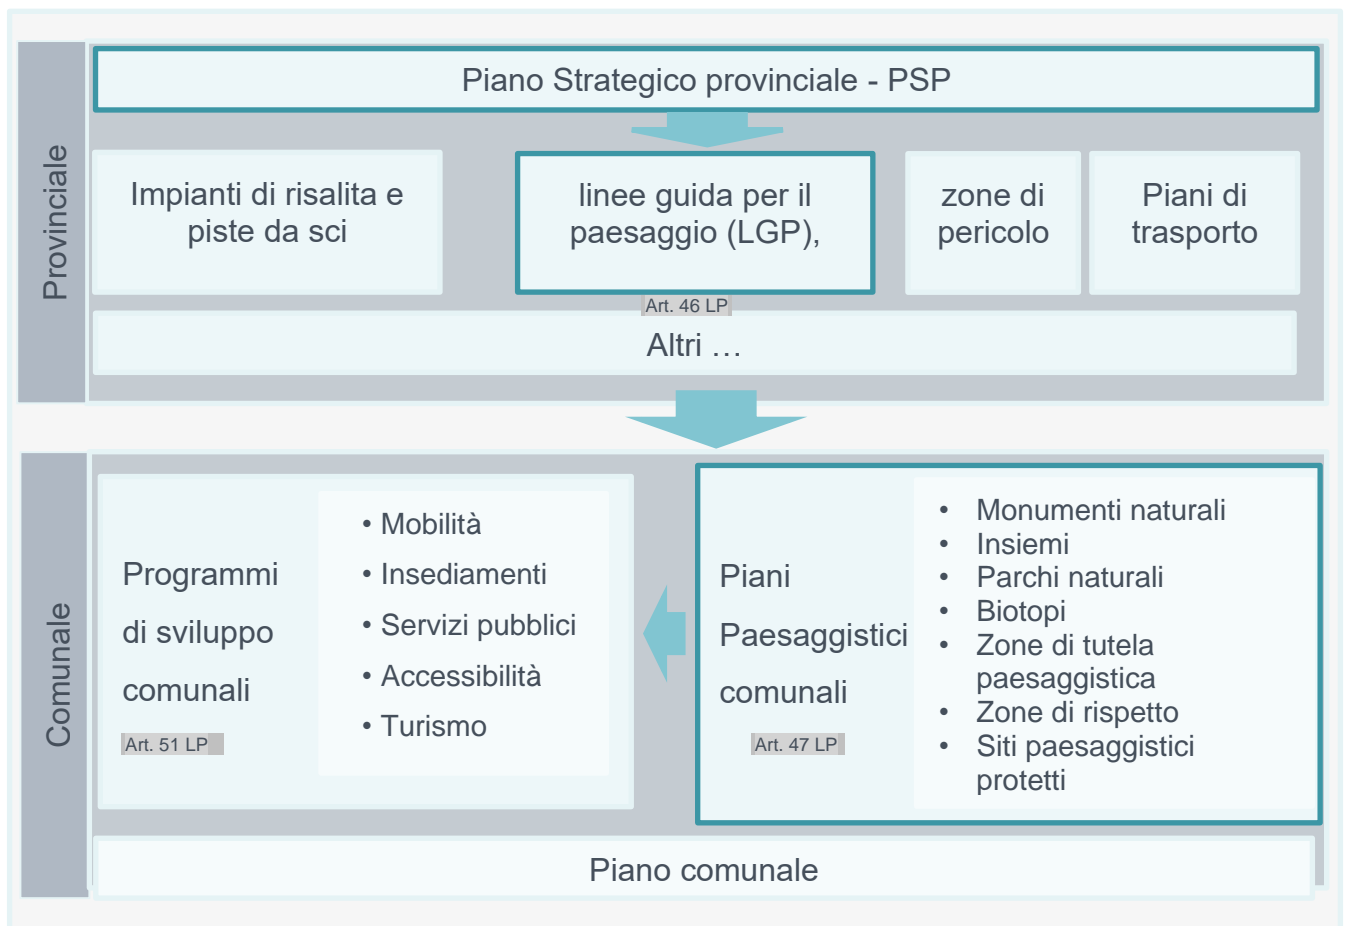 Provinciale
Piano Strategico provinciale - PSP
Impianti di risalita e
piste da sci
linee guida per il
paesaggio (LGP),
zone di
pericolo
Piani di
trasporto
Art. 46 LP
Altri …
Comunale
Programmi
di sviluppo
comunali
Art. 51 LP
• Mobilità
• Insediamenti
• Servizi pubblici
• Accessibilità
• Turismo
Piani
Paesaggistici
comunali
Art. 47 LP
• Monumenti naturali
• Insiemi
• Parchi naturali
• Biotopi
• Zone di tutela
paesaggistica
• Zone di rispetto
• Siti paesaggistici
protetti
Piano comunale